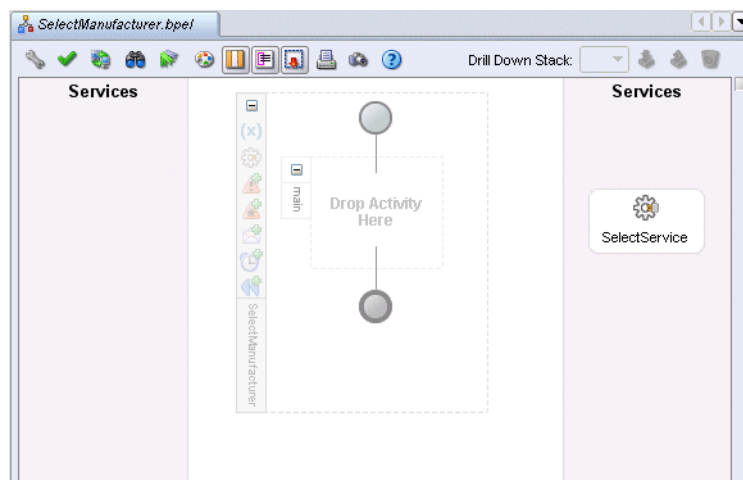 SelectManufacturer.bpel
Drill Down Stack:
Services
Services
(x)
main
Drop Activity
Here
SelectService
SelectManufacturer